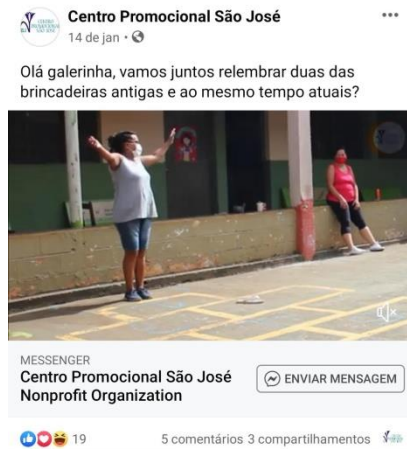 Centro Promocional São José
14 de jan
Olá galerinha, vamos juntos relembrar duas das
brincadeiras antigas e ao mesmo tempo atuais?
MESSENGER
Centro Promocional São José
Nonprofit Organization
ENVIAR MENSAGEM
19
5 comentários 3 compartilhamentos